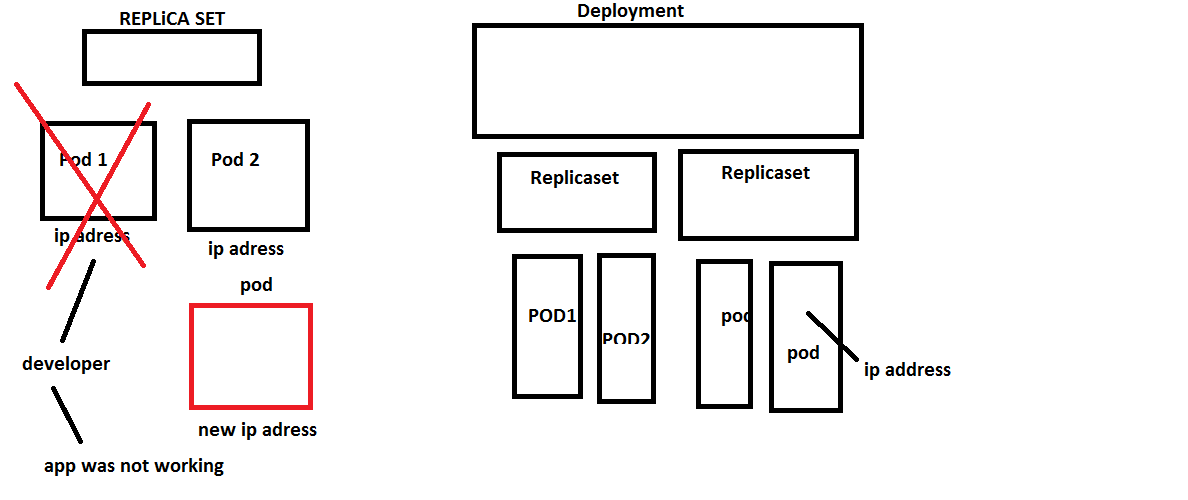 REPLiCA SET
Pod 1
Pod 2
ip adress
ip adress
pod
developer
new ip adress
app was not working
Deployment
Replicaset
Replicaset
POD1
POD2
pod
pod
ip address